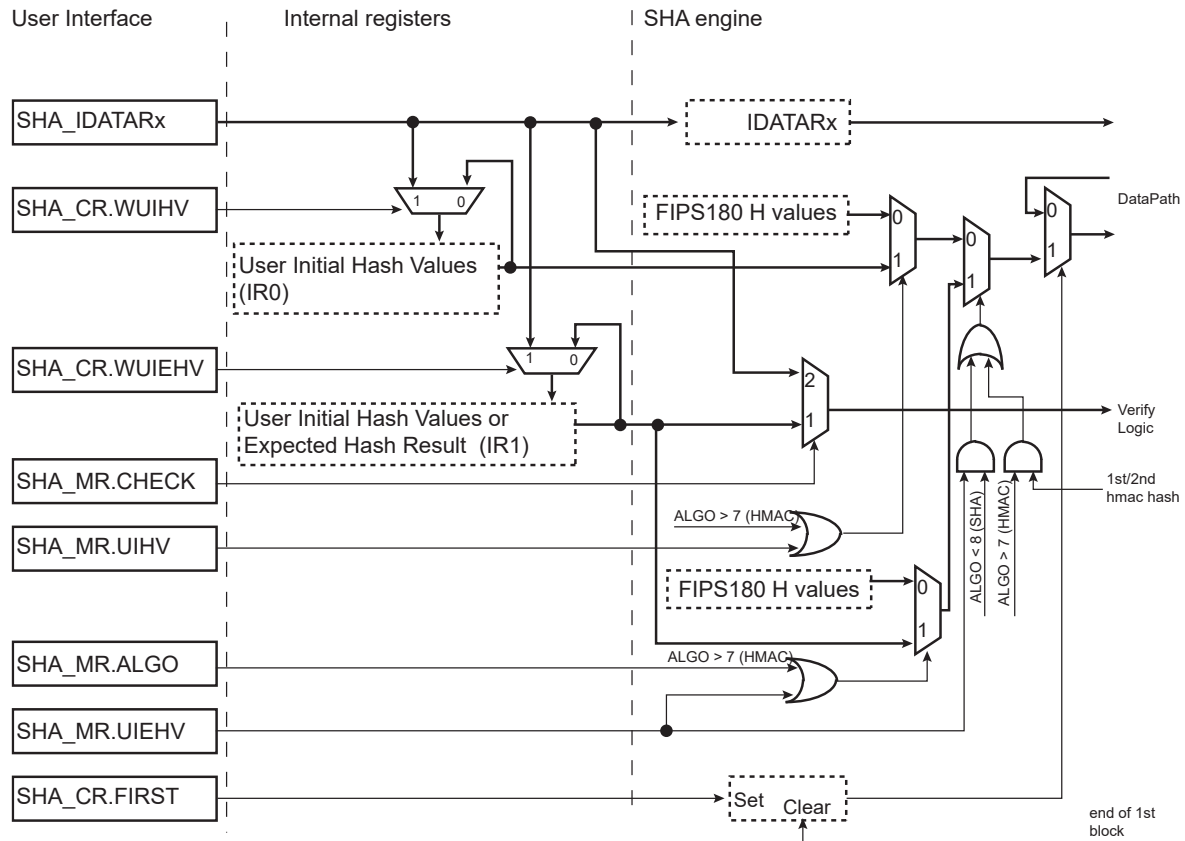 User Interface
Internal registers
SHA engine
SHA_IDATARx
IDATARx
SHA_CR.WUIHV
1
0
FIPS180 H values
0
1
0
1
0
1
DataPath
User Initial Hash Values
(IR0)
SHA_CR.WUIEHV
1
0
2
1
User Initial Hash Values or
Expected Hash Result (IR1)
Verify
Logic
SHA_MR.CHECK
1st/2nd
hmac hash
ALGO < 8 (SHA)
ALGO > 7 (HMAC)
ALGO > 7 (HMAC)
SHA_MR.UIHV
FIPS180 H values
0
1
SHA_MR.ALGO
ALGO > 7 (HMAC)
SHA_MR.UIEHV
SHA_CR.FIRST
Set
Clear
end of 1st
block